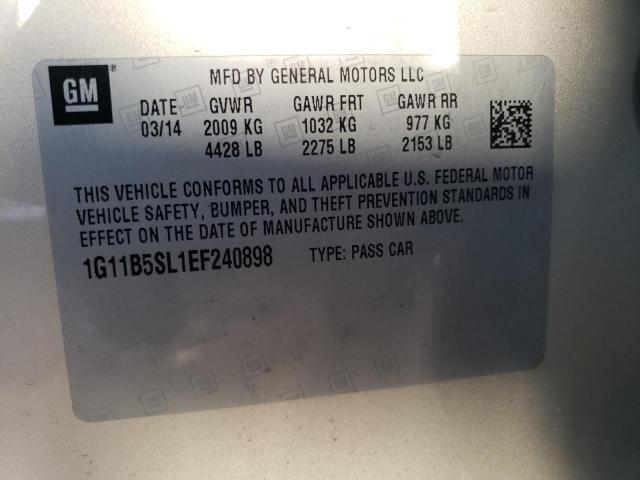 GM
MFD BY GENERAL MOTORS LLC
DATE GVWR GAWR FRT GAWR RR
03/14 2009 KG 1032 KG 977 KG
4428 LB 2275 LB 2153 LB
THIS VEHICLE CONFORMS TO ALL APPLICABLE U.S. FEDERAL MOTOR
VEHICLE SAFETY, BUMPER, AND THEFT PREVENTION STANDARDS IN
EFFECT ON THE DATE OF MANUFACTURE SHOWN ABOVE.
1G11B5SL1EF240898 TYPE: PASS CAR